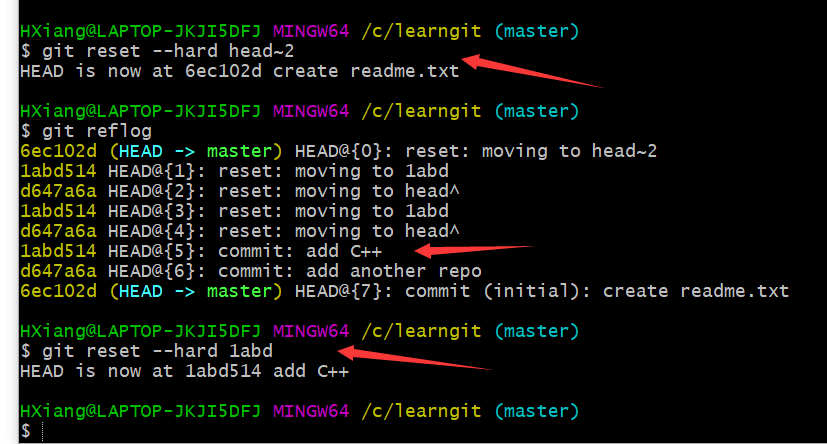 HXiang@LAPTOP-JKJI5DFJ MINGW64 /c/learngit (master)
$ git reset --hard head~2
HEAD is now at 6ec102d create readme.txt
HXiang@LAPTOP-JKJI5DFJ MINGW64 /c/learngit (master)
$ git reflog
6ec102d (HEAD -> master) HEAD@{0}: reset: moving to head~2
1abd514 HEAD@{1}: reset: moving to 1abd
d647a6a HEAD@{2}: reset: moving to head^
1abd514 HEAD@{3}: reset: moving to 1abd
d647a6a HEAD@{4}: reset: moving to head^
1abd514 HEAD@{5}: commit: add C++
d647a6a HEAD@{6}: commit: add another repo
6ec102d (HEAD -> master) HEAD@{7}: commit (initial): create readme.txt
HXiang@LAPTOP-JKJI5DFJ MINGW64 /c/learngit (master)
$ git reset --hard 1abd
HEAD is now at 1abd514 add C++
HXiang@LAPTOP-JKJI5DFJ MINGW64 /c/learngit (master)
$